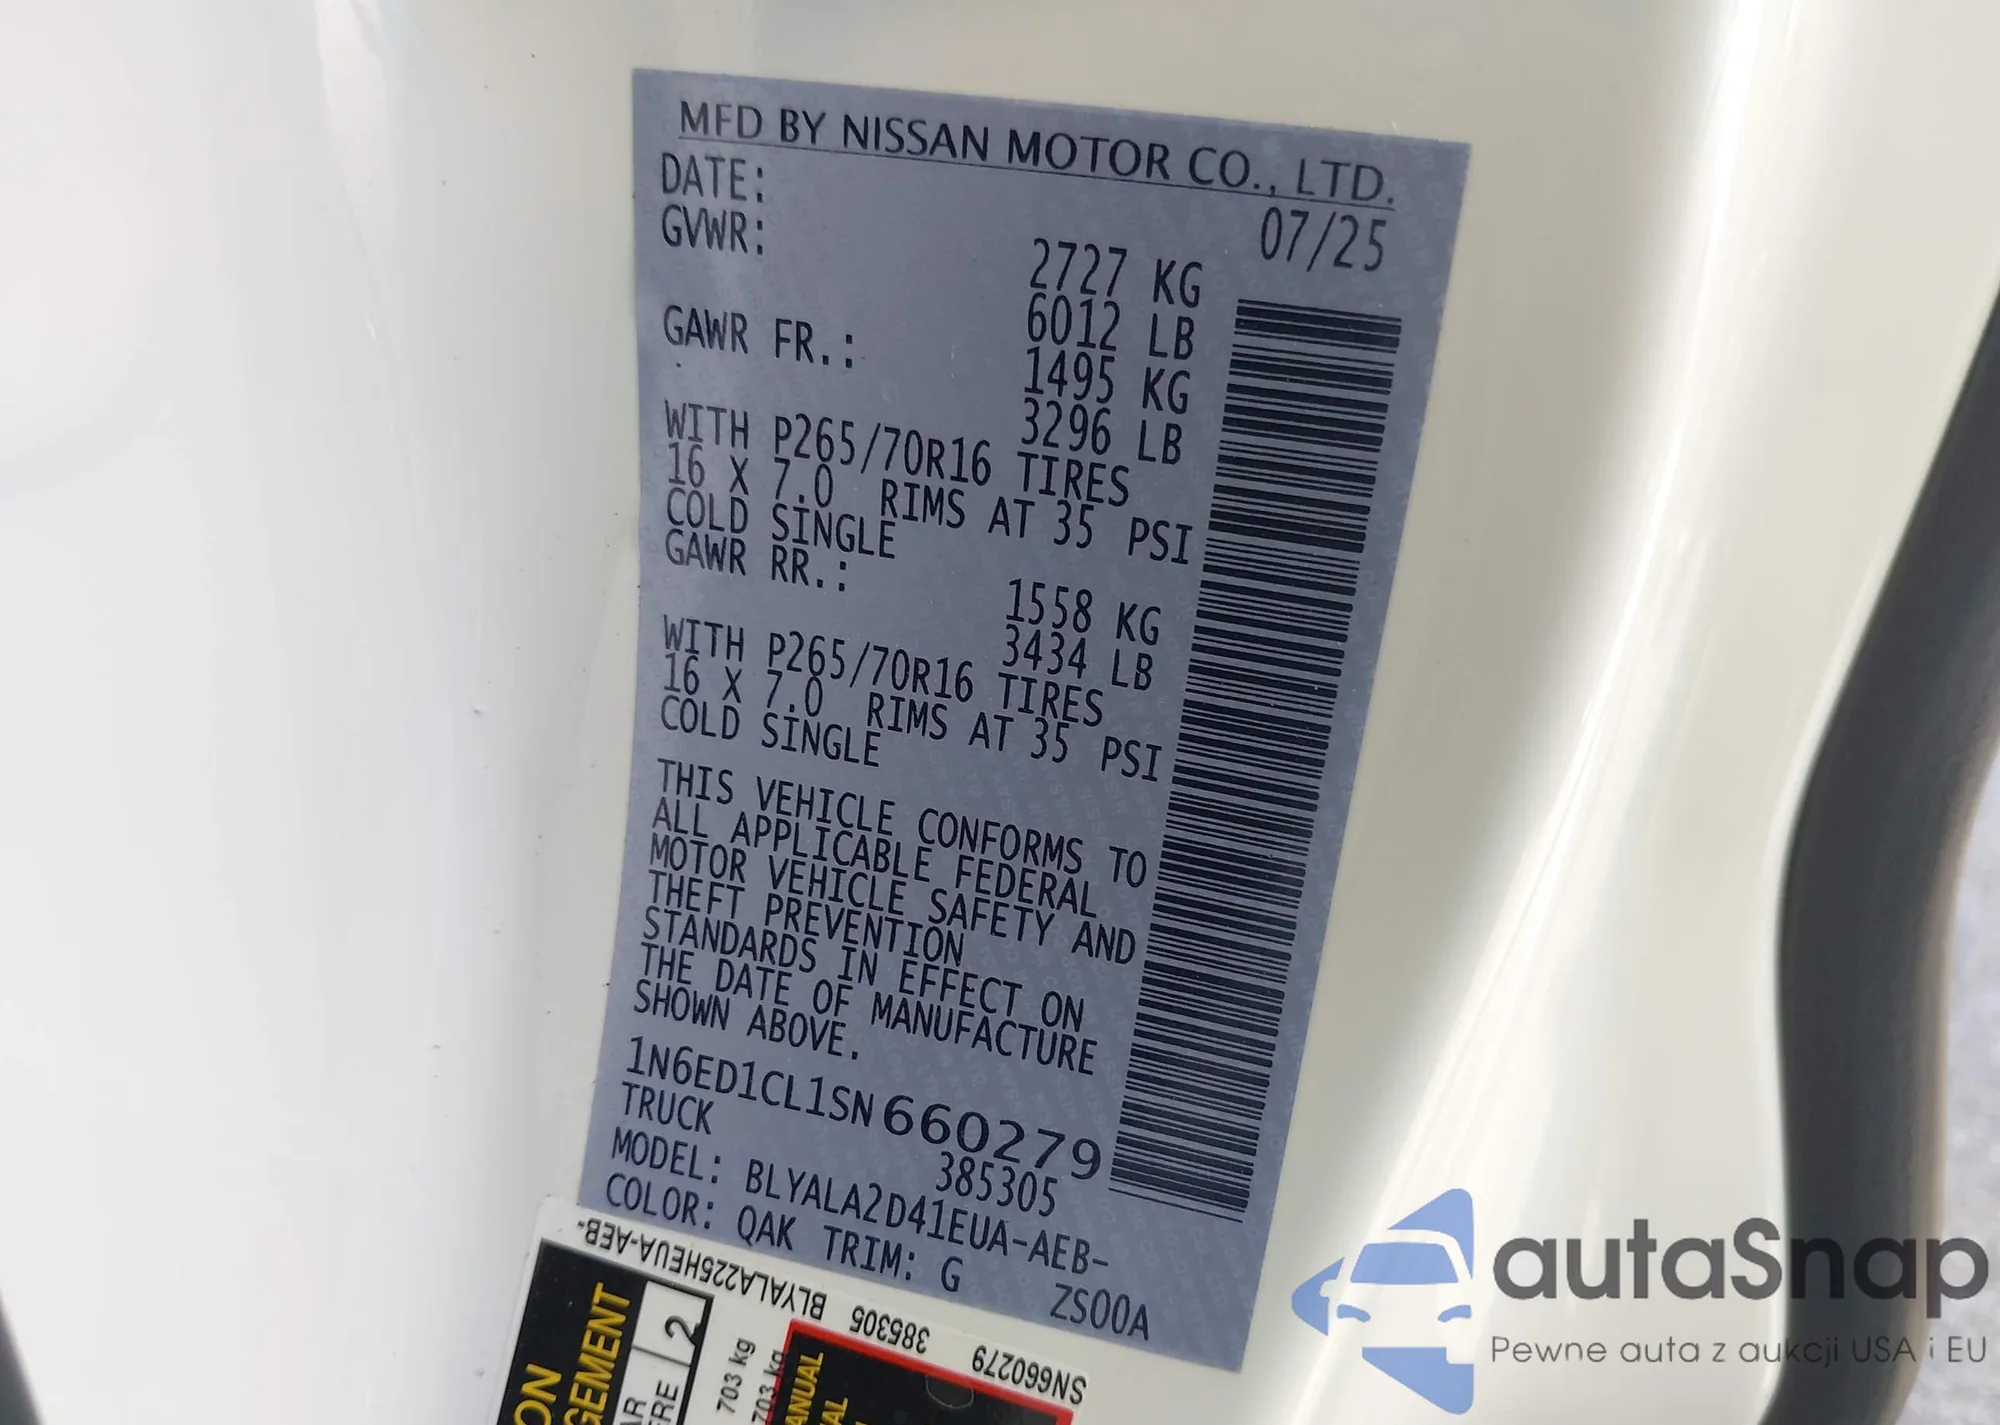 MFD BY NISSAN MOTOR CO., LTD.
DATE: 07/25
GVWR: 2727 KG
6012 LB
GAWR FR.: 1495 KG
3296 LB
WITH P265/70R16 TIRES
16 X 7.0 RIMS AT 35 PSI
COLD SINGLE
GAWR RR.: 1558 KG
3434 LB
WITH P265/70R16 TIRES
16 X 7.0 RIMS AT 35 PSI
COLD SINGLE
THIS VEHICLE CONFORMS TO
ALL APPLICABLE FEDERAL
MOTOR VEHICLE SAFETY AND
THEFT PREVENTION
STANDARDS IN EFFECT ON
THE DATE OF MANUFACTURE
SHOWN ABOVE.
1N6ED1CL1SN660279
TRUCK 385305
MODEL: BLYALA2D41EUA-AEB-
COLOR: QAK TRIM: G ZS00A
SN660279 385305 BLYALA225HEUA-AEB-
2
703 kg
703 kg
autaSnap
Pewne auta z aukcji USA i EU